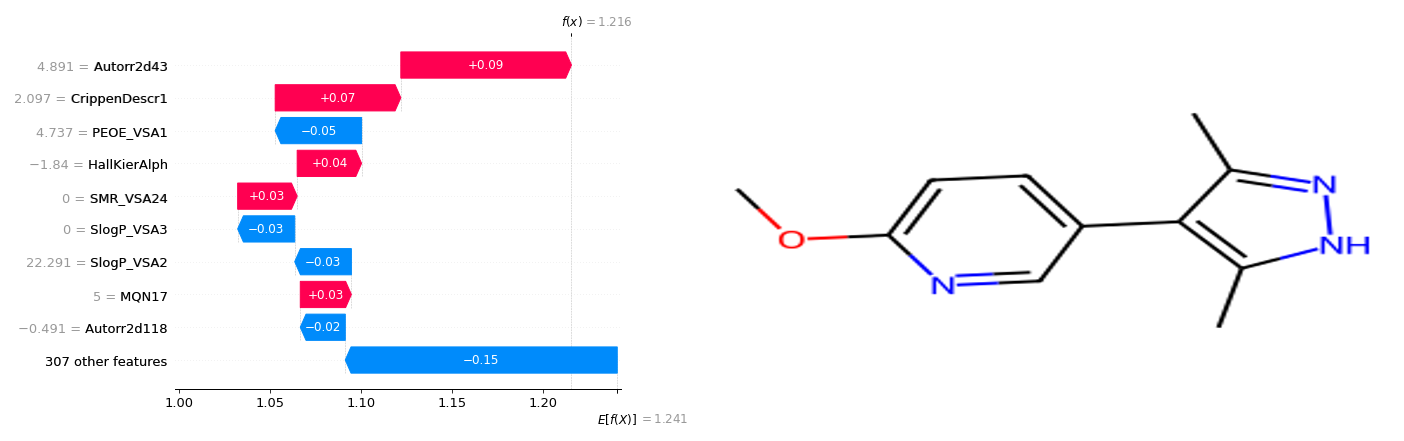 f(x) = 1.216
4.891 = Autorr2d43
+0.09
2.097 = CrippenDescr1
+0.07
4.737 = PEOE_VSA1
−0.05
−1.84 = HallKierAlph
+0.04
0 = SMR_VSA24
+0.03
0 = SlogP_VSA3
−0.03
22.291 = SlogP_VSA2
−0.03
5 = MQN17
+0.03
−0.491 = Autorr2d118
−0.02
307 other features
−0.15
1.00 1.05 1.10 1.15 1.20
E[f(X)] = 1.241
N
O
NH
N